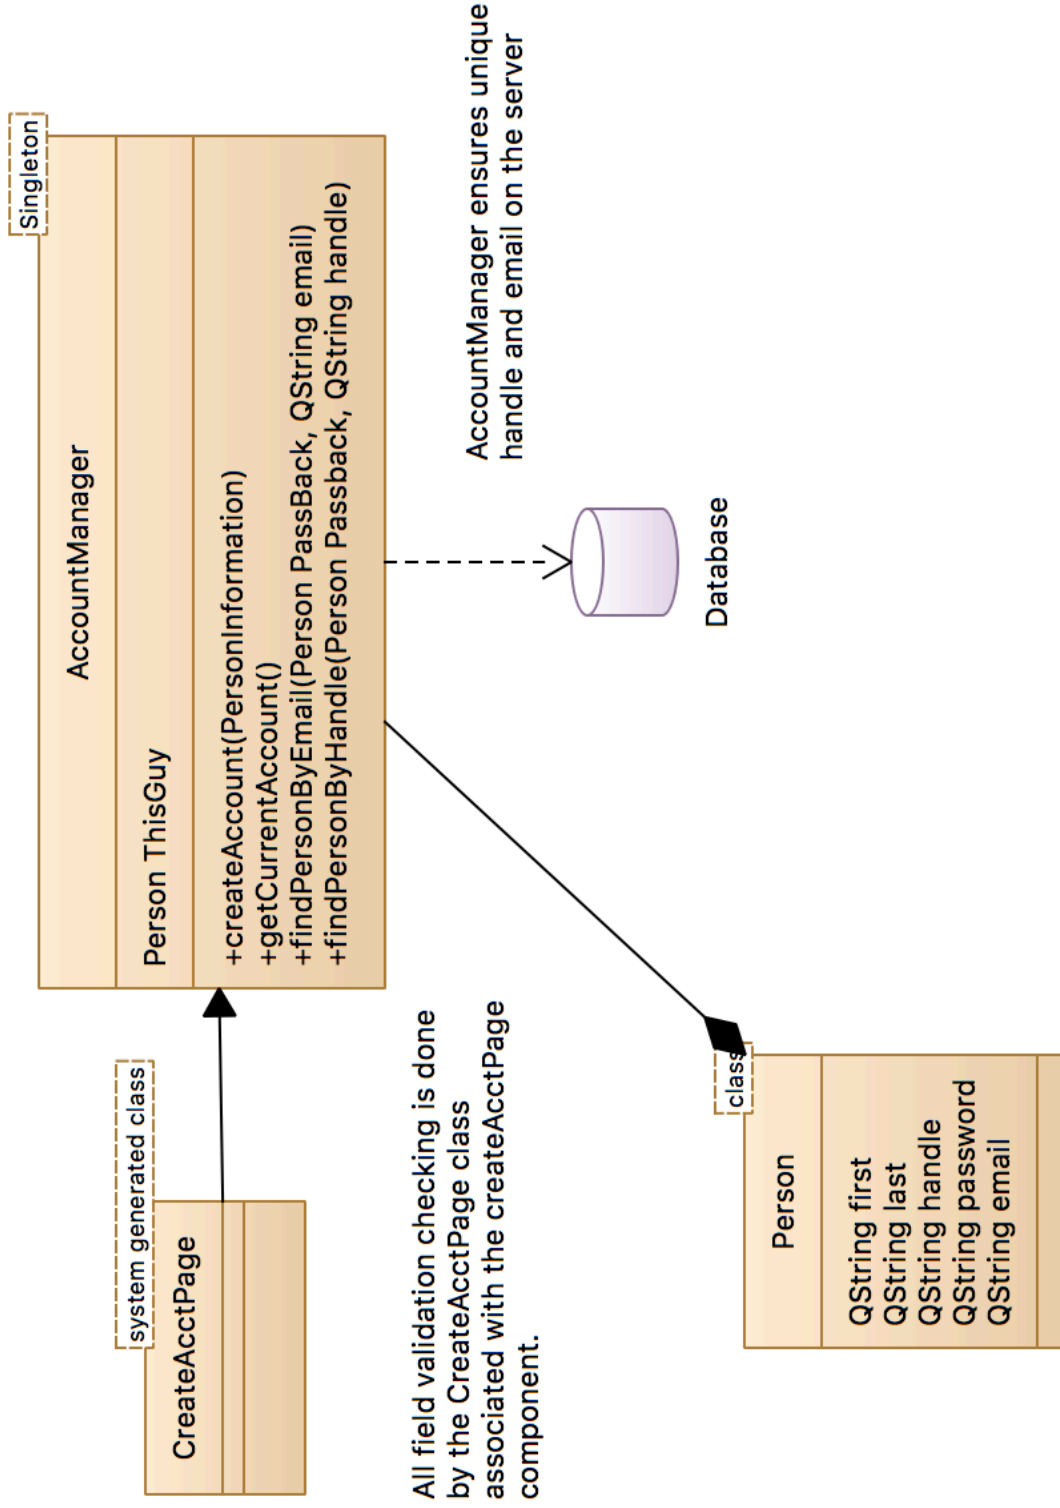 system generated class
CreateAcctPage
Singleton
AccountManager
Person ThisGuy
+createAccount(PersonInformation)
+getCurrentAccount()
+findPersonByEmail(Person PassBack, QString email)
+findPersonByHandle(Person Passback, QString handle)
All field validation checking is done
by the CreateAcctPage class
associated with the createAcctPage
component.
AccountManager ensures unique
handle and email on the server
Database
class
Person
QString first
QString last
QString handle
QString password
QString email